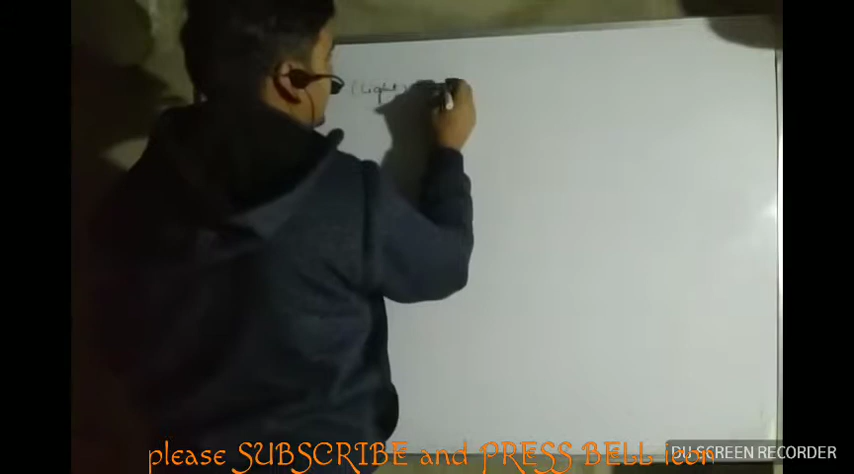 (Light)
please SUBSCRIBE and PRESS BELL icon
DU SCREEN RECORDER